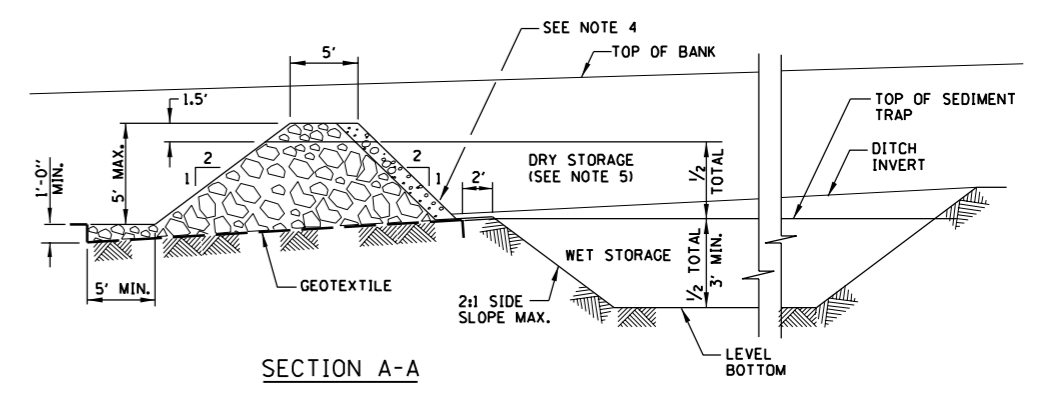 SEE NOTE 4
TOP OF BANK
5'
1.5'
TOP OF SEDIMENT
TRAP
DITCH
INVERT
5' MAX.
1'-0"
MIN.
2
1
2
1
2'
DRY STORAGE
(SEE NOTE 5)
1/2
TOTAL
WET STORAGE
1/2 TOTAL
3' MIN.
5' MIN.
GEOTEXTILE
2:1 SIDE
SLOPE MAX.
LEVEL
BOTTOM
SECTION A-A